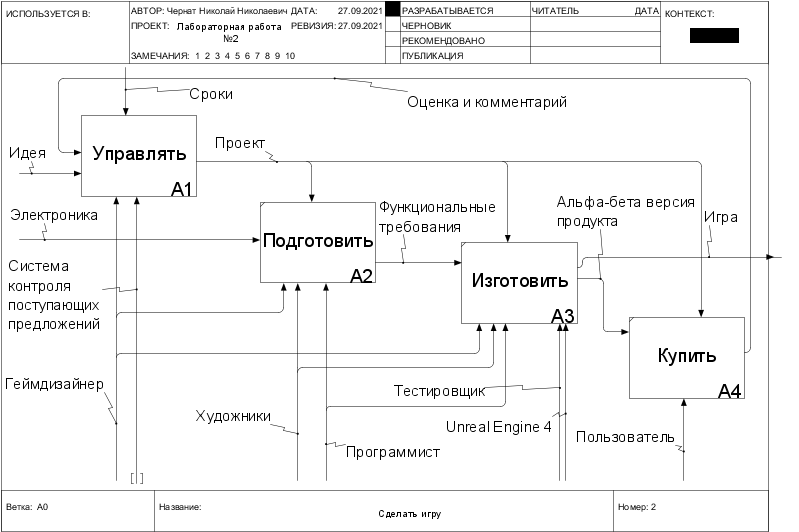 ИСПОЛЬЗУЕТСЯ В:
АВТОР: Чернат Николай Николаевич ДАТА: 27.09.2021
РАЗРАБАТЫВАЕТСЯ
ЧИТАТЕЛЬ
ДАТА
КОНТЕКСТ:
ПРОЕКТ: Лабораторная работа
№2
РЕВИЗИЯ: 27.09.2021
ЧЕРНОВИК
РЕКОМЕНДОВАНО
ЗАМЕЧАНИЯ: 1 2 3 4 5 6 7 8 9 10
ПУБЛИКАЦИЯ
Сроки
Оценка и комментарий
Идея
Управлять
A1
Проект
Электроника
Подготовить
A2
Функциональные
требования
Альфа-бета версия
продукта
Игра
Система
контроля
поступающих
предложений
Изготовить
A3
Купить
A4
Геймдизайнер
Художники
Программист
Тестировщик
Unreal Engine 4
Пользователь
[ ]
Ветка: A0
Название:
Сделать игру
Номер: 2